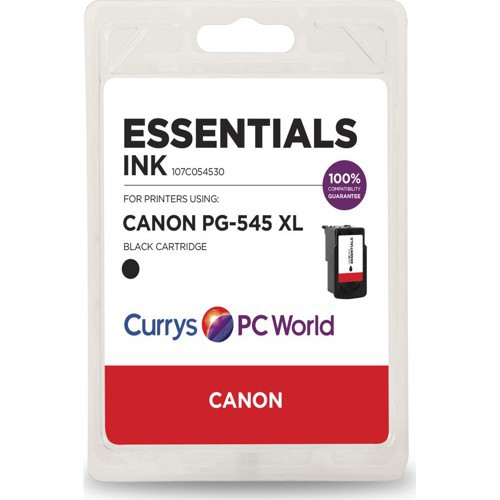 ESSENTIALS
INK 107C054530
100%
COMPATIBILITY
GUARANTEE
FOR PRINTERS USING:
CANON PG-545 XL
BLACK CARTRIDGE
ESSENTIALS
Currys PC World
CANON